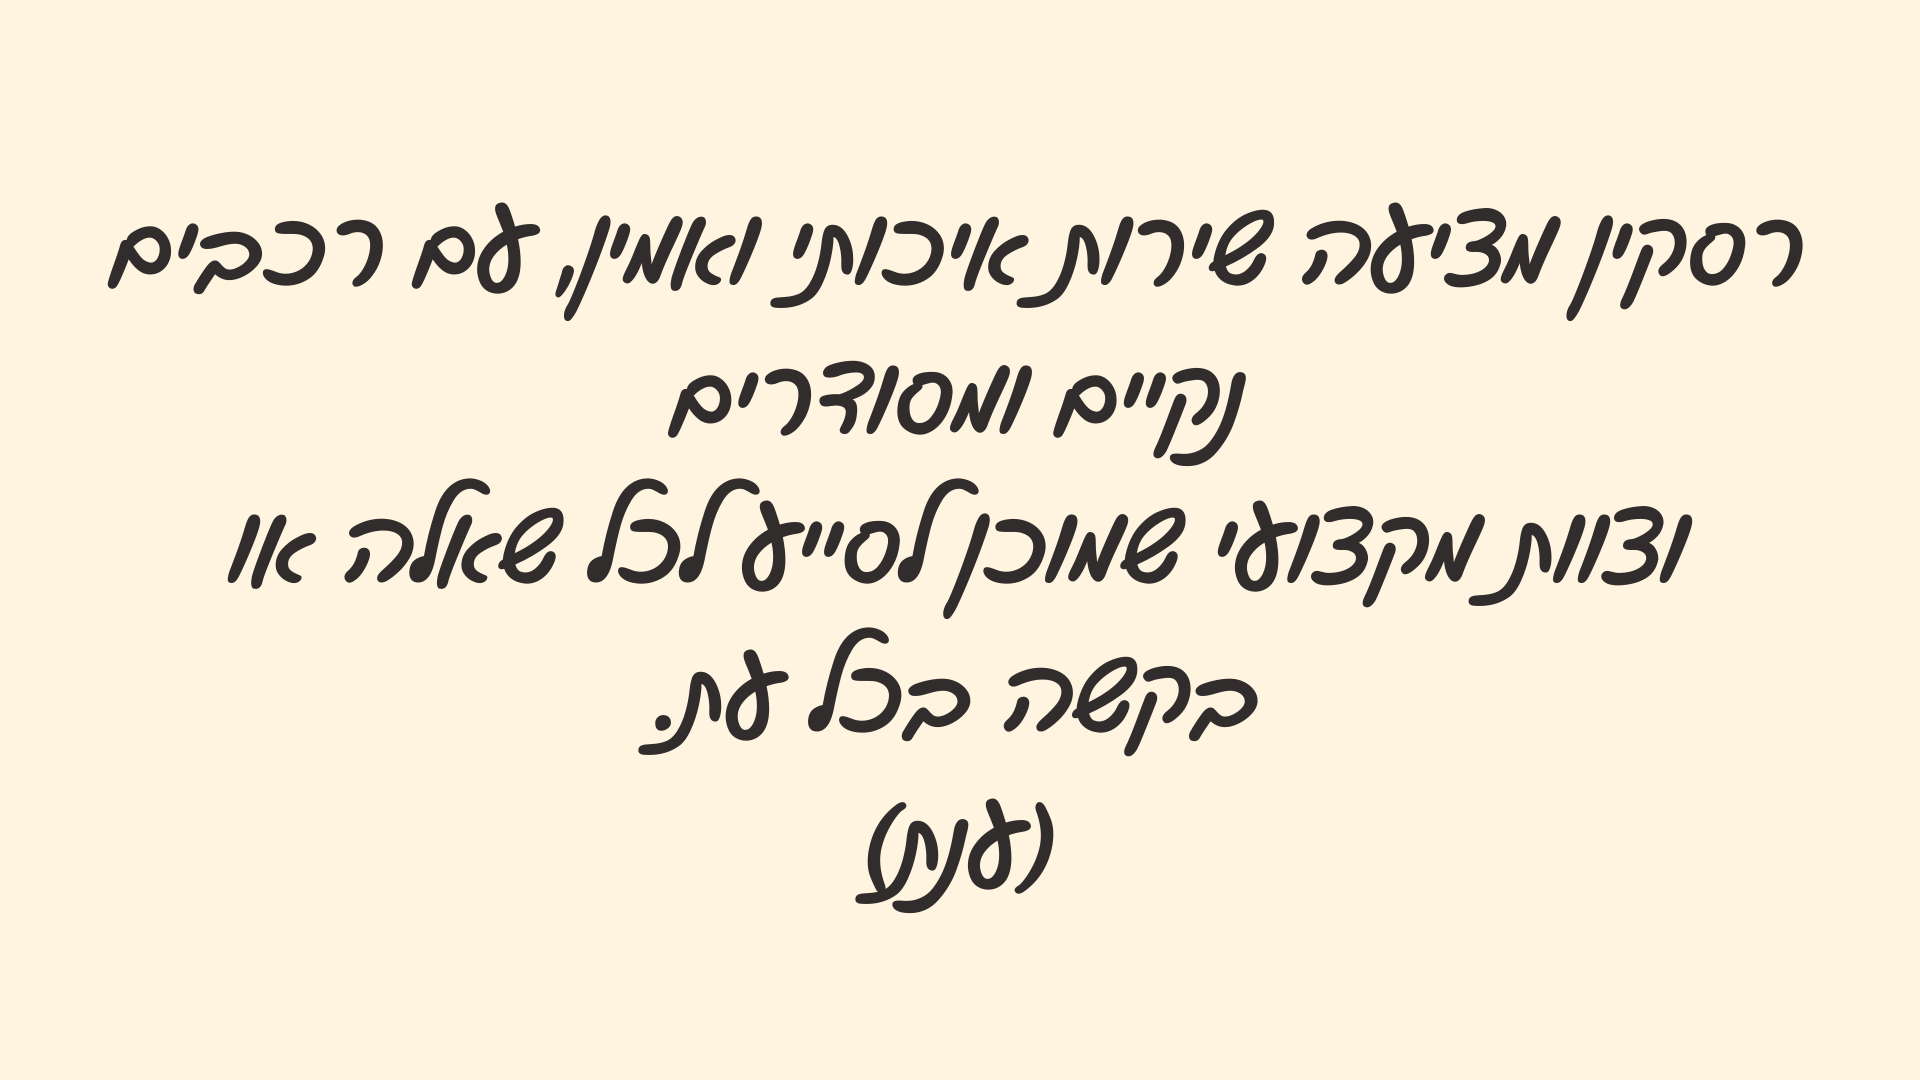 רסקין מציעה שירות איכותי ואמין, עם רכבים
נקיים ומסודרים
וצוות מקצועי שמוכן לסייע לכל שאלה או
בקשה בכל עת.
(ענת)